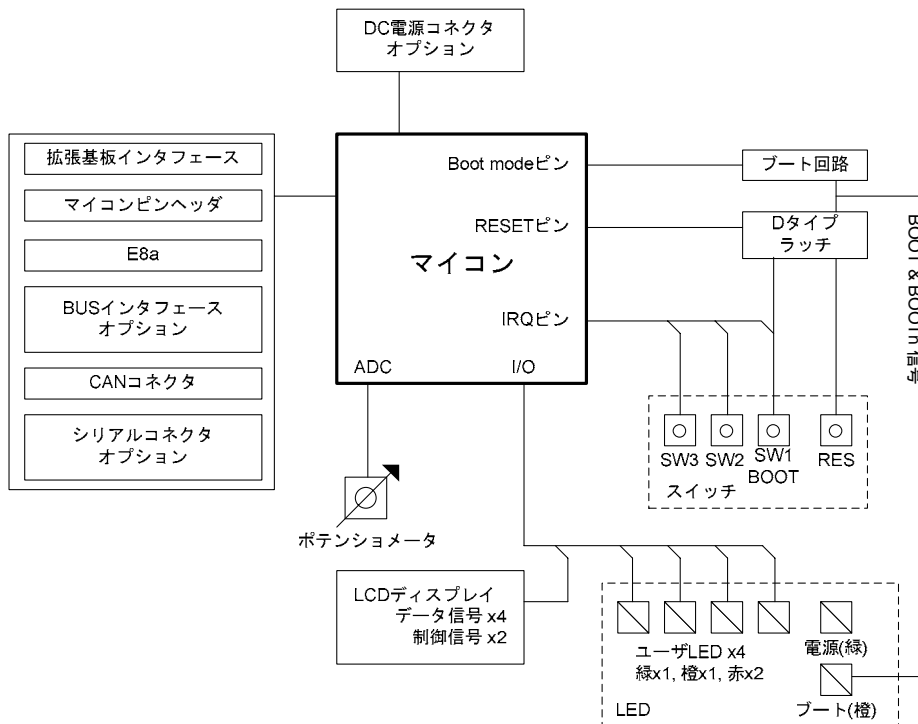 DC電源コネクタ
オプション
拡張基板インタフェース
マイコンピンヘッダ
E8a
BUSインタフェース
オプション
CANコネクタ
シリアルコネクタ
オプション
Boot modeピン
RESETピン
マイコン
IRQピン
ADC
I/O
ブート回路
Dタイプ
ラッチ
BOOT & BOOTn 信号
SW3
SW2
SW1
BOOT
RES
スイッチ
ポテンショメータ
LCDディスプレイ
データ信号 x4
制御信号 x2
ユーザLED x4
緑x1, 橙x1, 赤x2
電源(緑)
ブート(橙)
LED